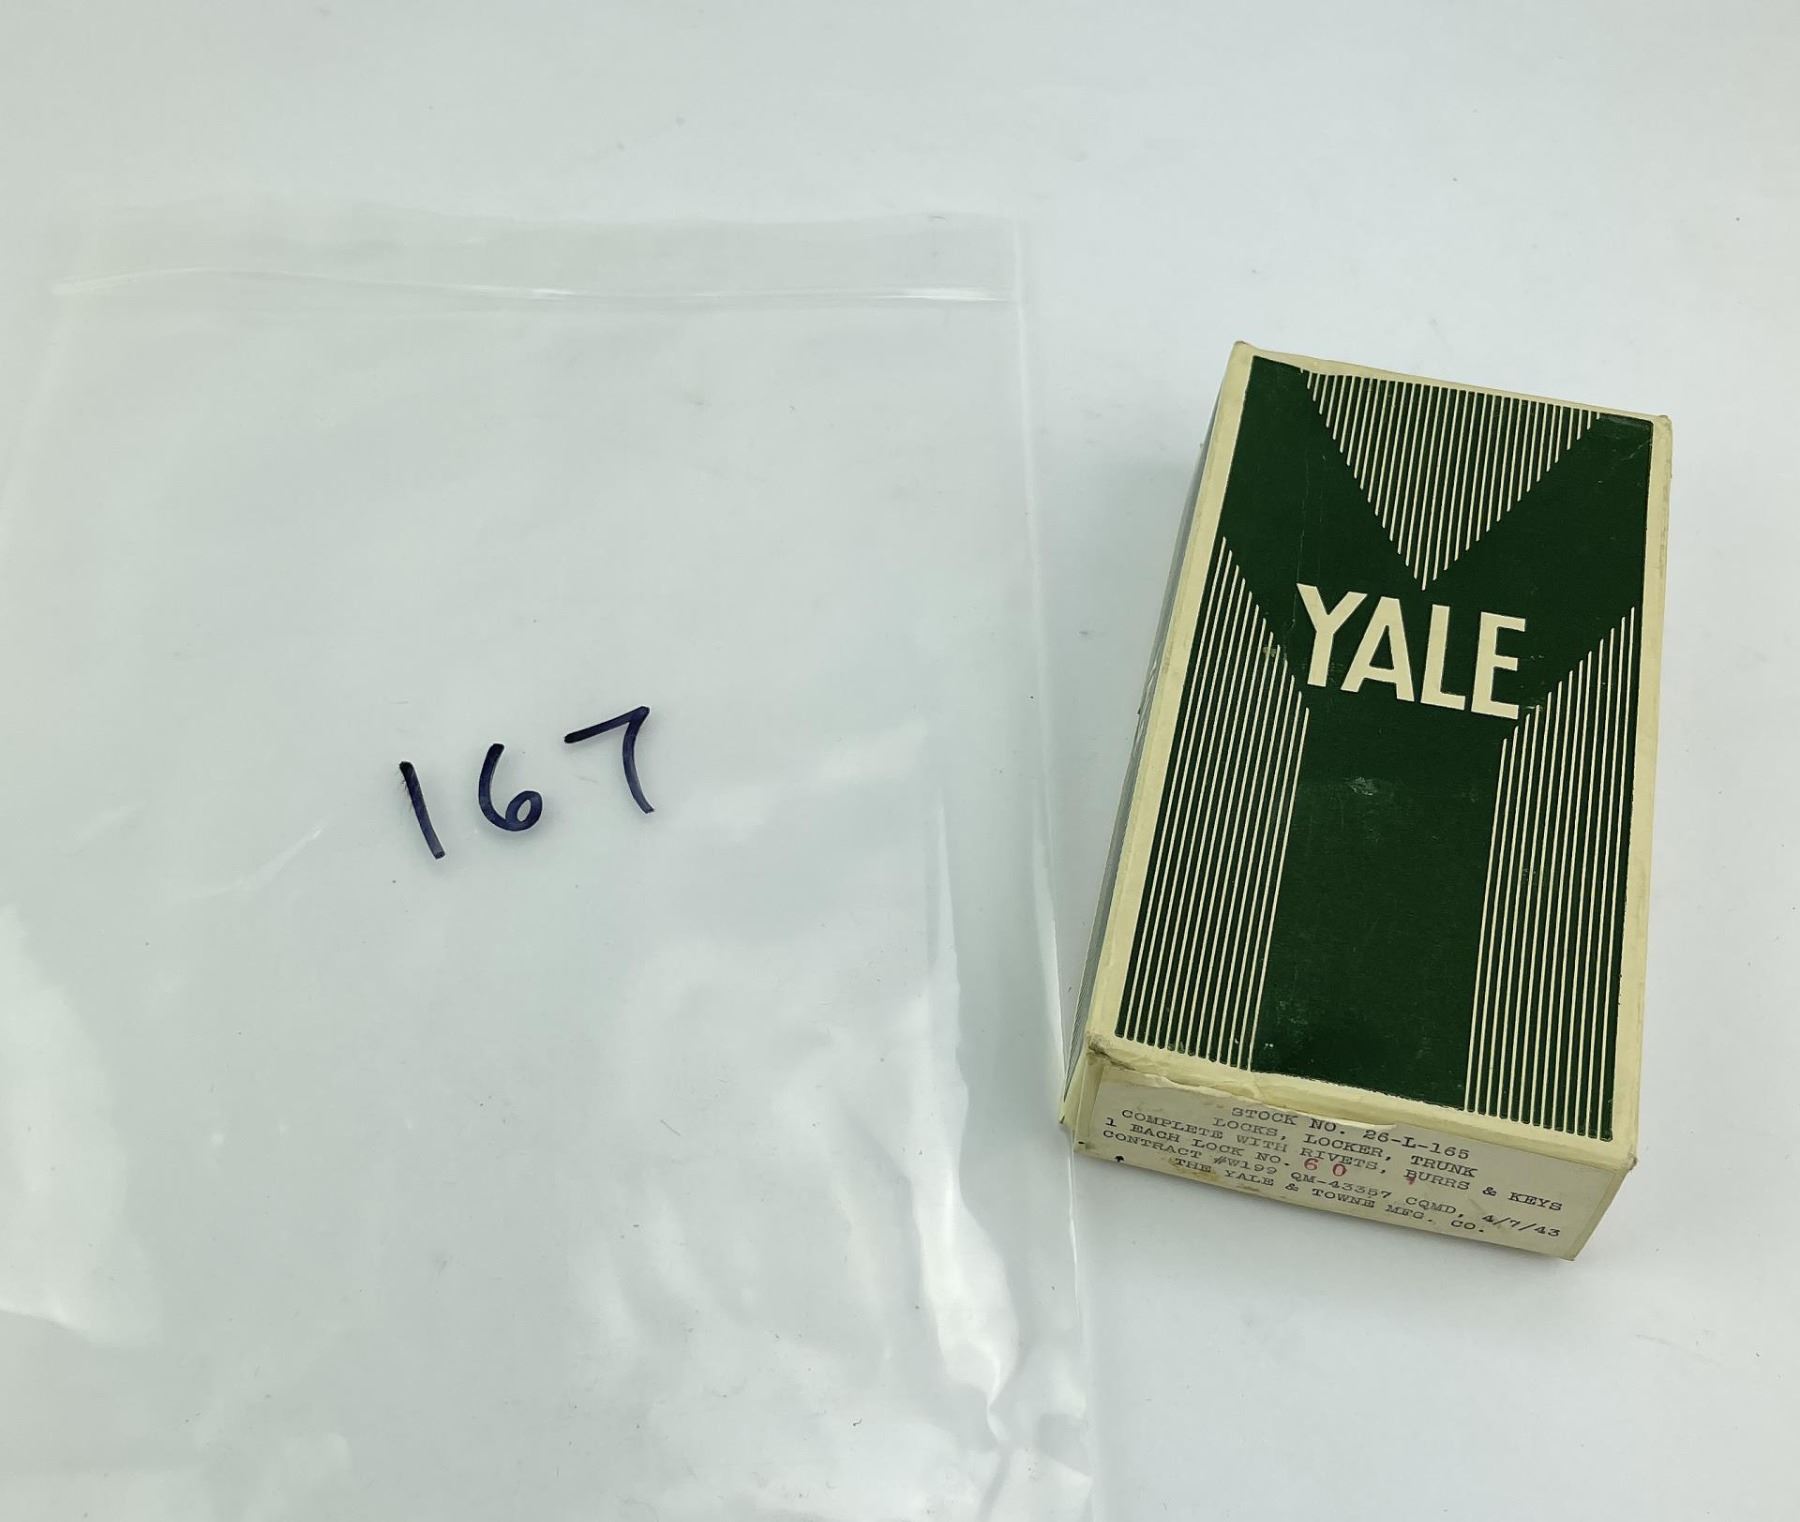 167
YALE
STOCK NO. 26-L-165
LOCKS, LOCKER, TRUNK
COMPLETE WITH RIVETS, BURRS & KEYS
1 EACH LOCK NO. 60
CONTRACT #W199 QM-43357 CQMD, 4/7/43
THE YALE & TOWNE MFG. CO.